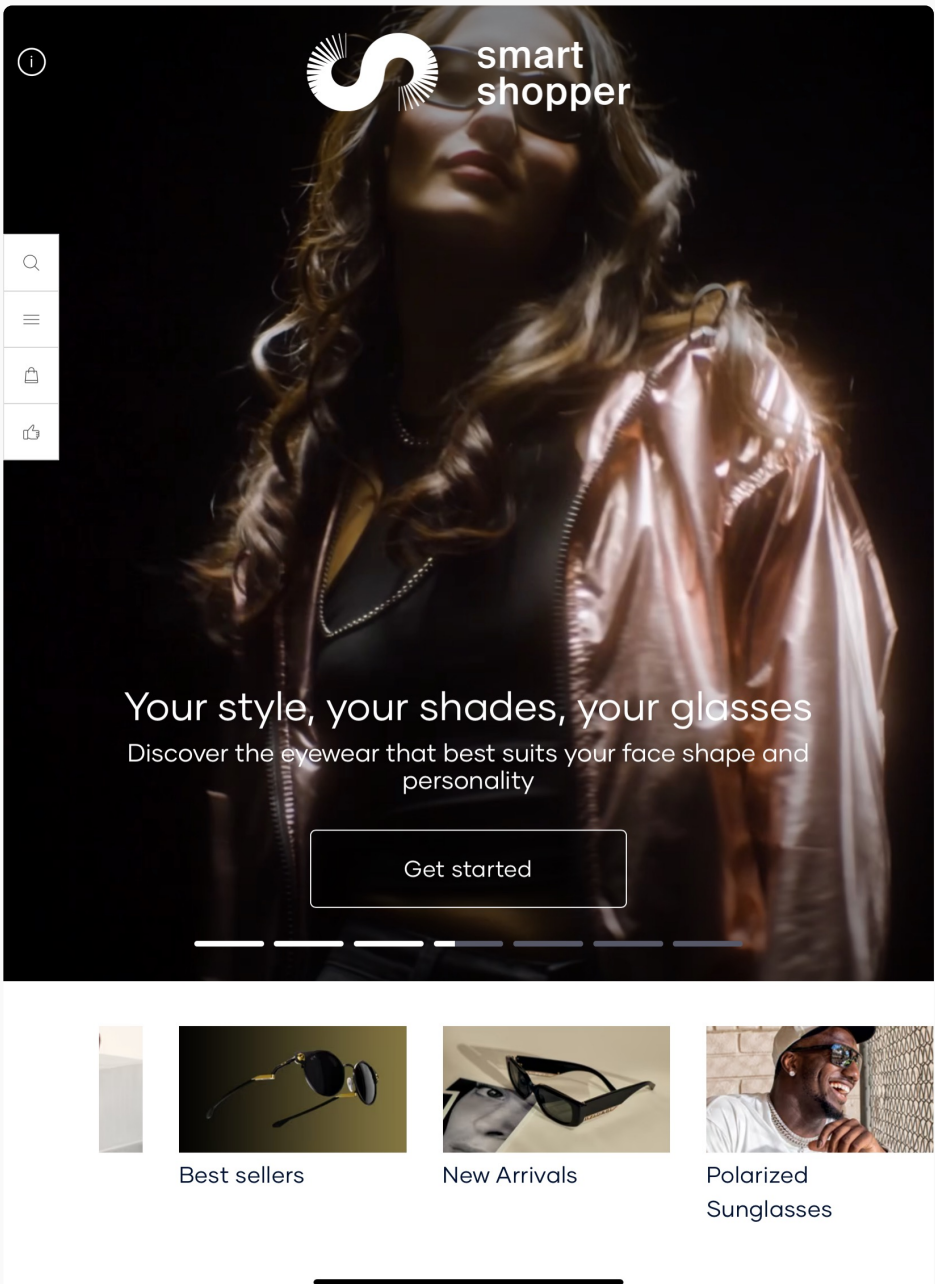 i
smart
shopper
Your style, your shades, your glasses
Discover the eyewear that best suits your face shape and
personality
Get started
Best sellers
New Arrivals
Polarized
Sunglasses